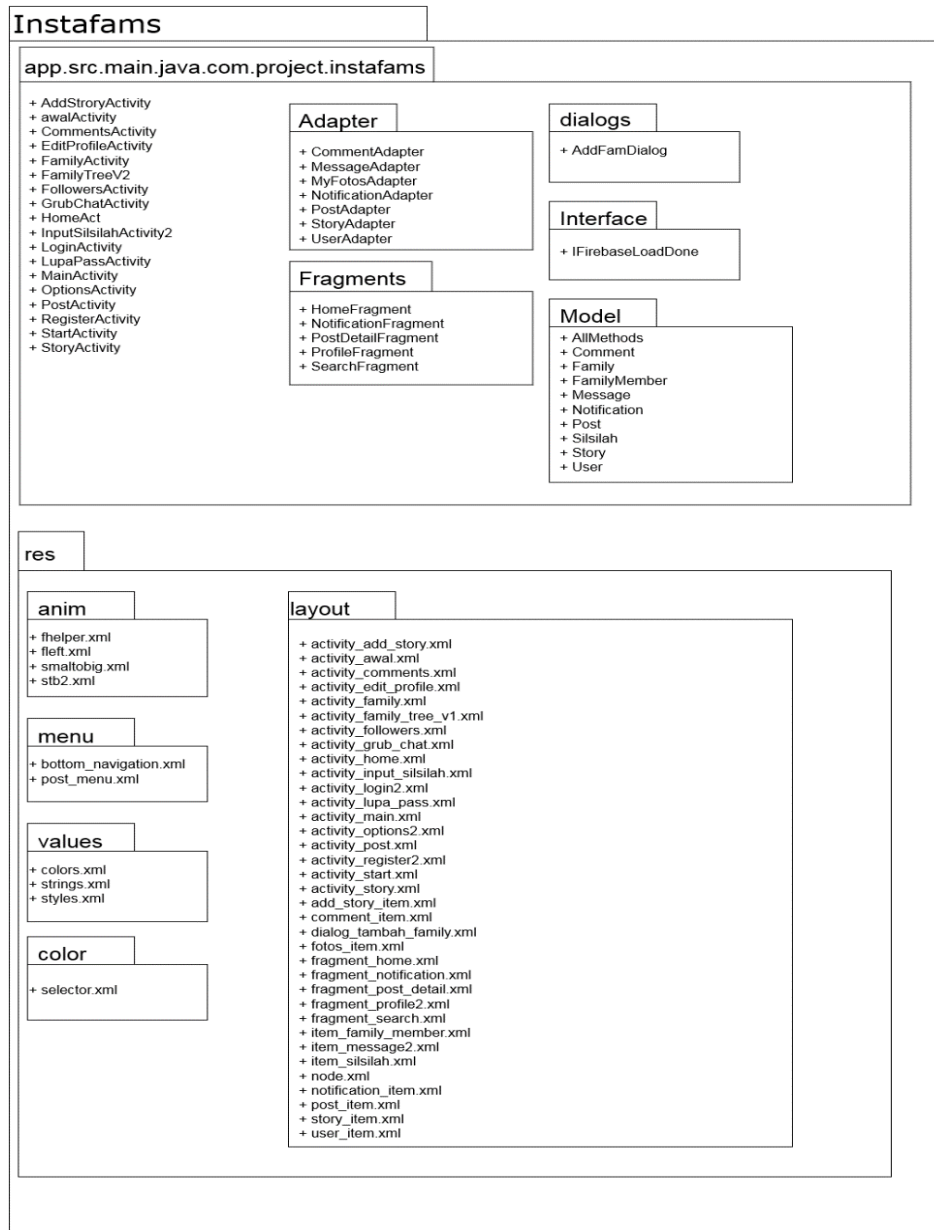 Instafams
app.src.main.java.com.project.instafams
+ AddStroryActivity
+ awalActivity
+ CommentsActivity
+ EditProfileActivity
+ FamilyActivity
+ FamilyTreeV2
+ FollowersActivity
+ GrubChatActivity
+ HomeAct
+ InputSilsilahActivity2
+ LoginActivity
+ LupaPassActivity
+ MainActivity
+ OptionsActivity
+ PostActivity
+ RegisterActivity
+ StartActivity
+ StoryActivity
Adapter
+ CommentAdapter
+ MessageAdapter
+ MyFotosAdapter
+ NotificationAdapter
+ PostAdapter
+ StoryAdapter
+ UserAdapter
Fragments
+ HomeFragment
+ NotificationFragment
+ PostDetailFragment
+ ProfileFragment
+ SearchFragment
dialogs
+ AddFamDialog
Interface
+ IFirebaseLoadDone
Model
+ AllMethods
+ Comment
+ Family
+ FamilyMember
+ Message
+ Notification
+ Post
+ Silsilah
+ Story
+ User
res
anim
+ fhelper.xml
+ fleft.xml
+ smaltobig.xml
+ stb2.xml
menu
+ bottom_navigation.xml
+ post_menu.xml
values
+ colors.xml
+ strings.xml
+ styles.xml
color
+ selector.xml
layout
+ activity_add_story.xml
+ activity_awal.xml
+ activity_comments.xml
+ activity_edit_profile.xml
+ activity_family.xml
+ activity_family_tree_v1.xml
+ activity_followers.xml
+ activity_grub_chat.xml
+ activity_home.xml
+ activity_input_silsilah.xml
+ activity_login2.xml
+ activity_lupa_pass.xml
+ activity_main.xml
+ activity_options2.xml
+ activity_post.xml
+ activity_register2.xml
+ activity_start.xml
+ activity_story.xml
+ add_story_item.xml
+ comment_item.xml
+ dialog_tambah_family.xml
+ fotos_item.xml
+ fragment_home.xml
+ fragment_notification.xml
+ fragment_post_detail.xml
+ fragment_profile2.xml
+ fragment_search.xml
+ item_family_member.xml
+ item_message2.xml
+ item_silsilah.xml
+ node.xml
+ notification_item.xml
+ post_item.xml
+ story_item.xml
+ user_item.xml